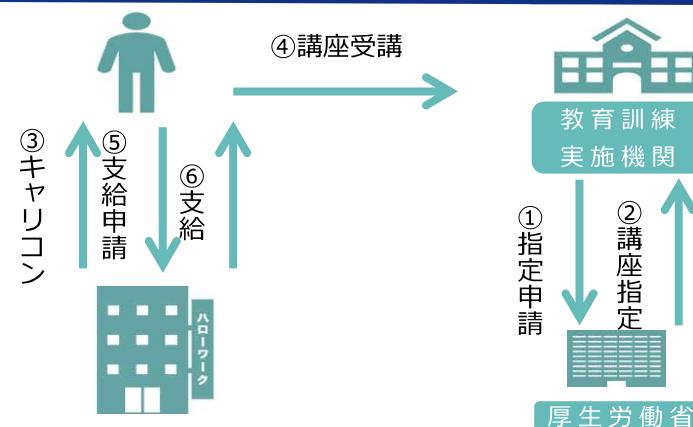 ④講座受講
教育訓練
実施機関
③キャリコン
⑤支給申請
⑥支給
①指定申請
②講座指定
ハローワーク
厚生労働省